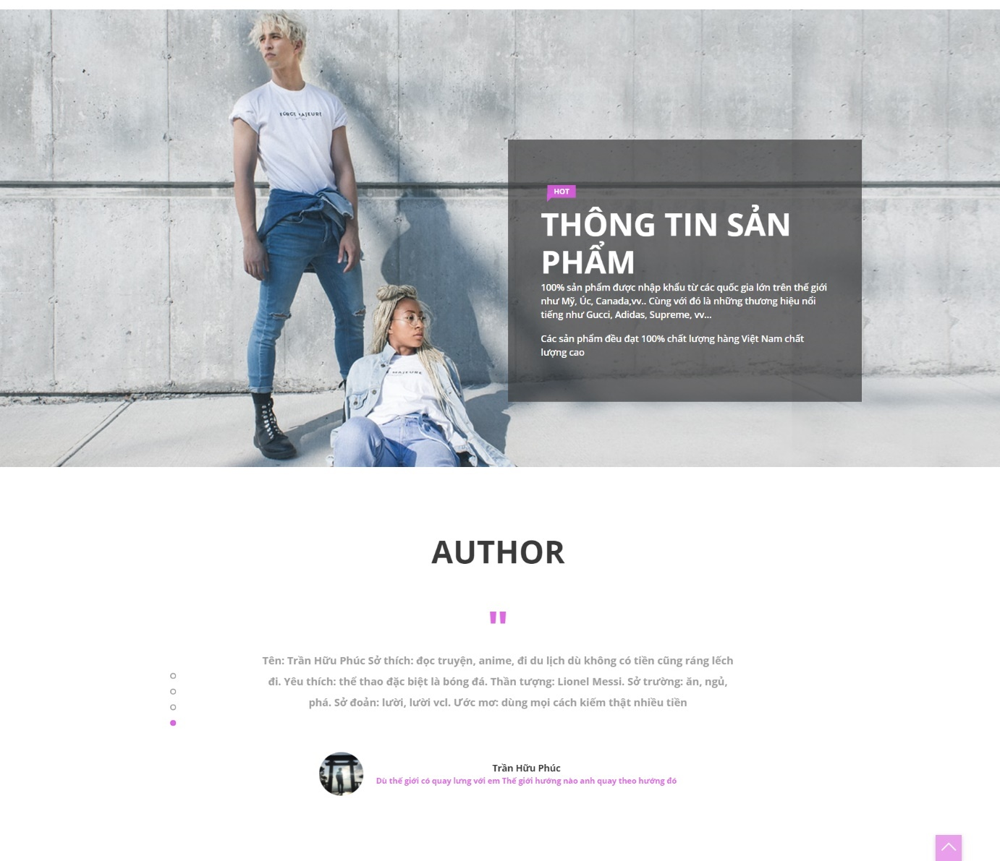 FORCE MAJEURE
HOT
THÔNG TIN SẢN
PHẨM
100% sản phẩm được nhập khẩu từ các quốc gia lớn trên thế giới
như Mỹ, Úc, Canada,vv.. Cùng với đó là những thương hiệu nổi
tiếng như Gucci, Adidas, Supreme, vv...
Các sản phẩm đều đạt 100% chất lượng hàng Việt Nam chất
lượng cao
MAJEURE
AUTHOR
"
Tên: Trần Hữu Phúc Sở thích: đọc truyện, anime, đi du lịch dù không có tiền cũng ráng lếch
đi. Yêu thích: thể thao đặc biệt là bóng đá. Thần tượng: Lionel Messi. Sở trường: ăn, ngủ,
phá. Sở đoản: lười, lười vcl. Ước mơ: dùng mọi cách kiếm thật nhiều tiền
Trần Hữu Phúc
Dù thế giới có quay lưng với em Thế giới hướng nào anh quay theo hướng đó